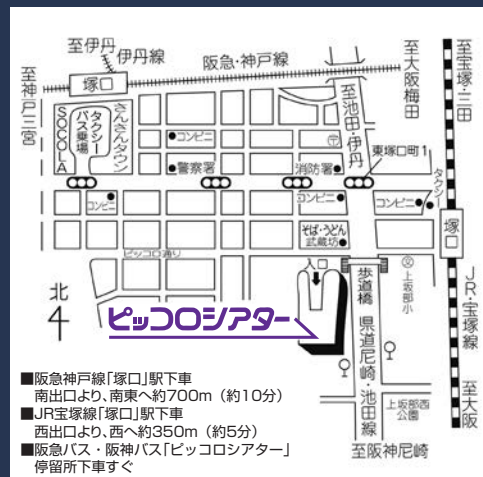 至伊丹
伊丹線
阪急・神戸線
至大阪梅田
至宝塚・三田
至神戸三宮
塚口
SOCOLA
タクシー
バス乗場
さんさんタウン
コンビニ
至池田・伊丹
警察署
消防署
東塚口町1
タクシー
コンビニ
コンビニ
コンビニ
塚口
そば・うどん
武蔵坊
ピッコロ通り
入口
歩道橋
上坂部小
北
ピッコロシアター
県道尼崎・池田線
JR・宝塚線
上坂部西
公園
至大阪
至阪神尼崎
■阪急神戸線「塚口」駅下車
南出口より、南東へ約700m（約10分）
■JR宝塚線「塚口」駅下車
西出口より、西へ約350m（約5分）
■阪急バス・阪神バス「ピッコロシアター」
停留所下車すぐ